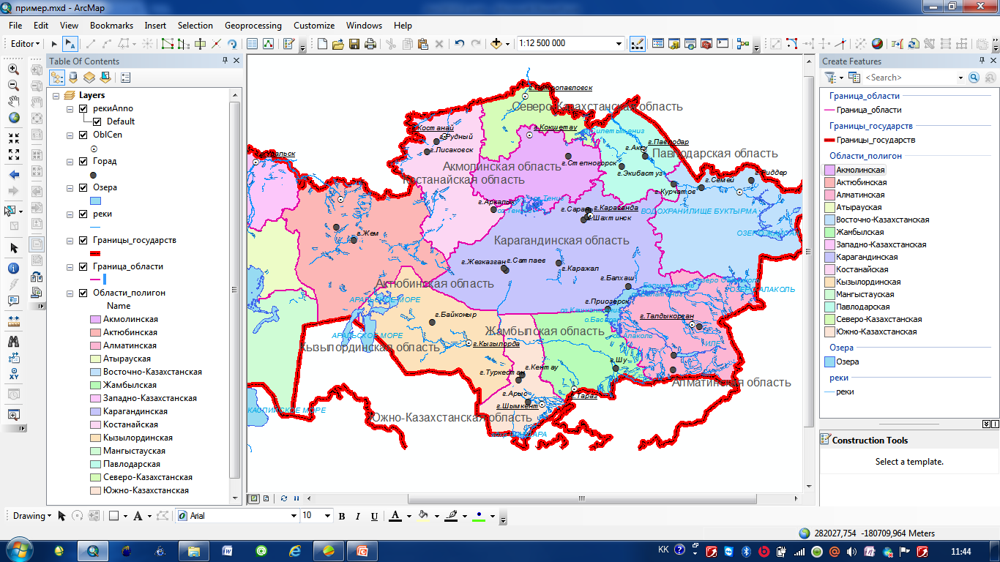 пример.mxd - ArcMap
File Edit View Bookmarks Insert Selection Geoprocessing Customize Windows Help
Editor
1:12 500 000
Table Of Contents
Layers
рекиAnno
Default
OblCen
Горад
Озера
реки
Границы_государств
Граница_области
Области_полигон
Name
Акмолинская
Актюбинская
Алматинская
Атырауская
Восточно-Казахстанская
Жамбылская
Западно-Казахстанская
Карагандинская
Костанайская
Кызылординская
Мангыстауская
Павлодарская
Северо-Казахстанская
Южно-Казахстанская
г.Петропавловск
Северо-Казахстанская область
г.Кокшетау
Костанай
г.Рудный
г.Лисаковск
г.Павлодар
г.Аксу
Павлодарская область
г.Уральск
г.Степногорск
Акмолинская область
г.Экибастуз
Костанайская область
г.Риддер
г.Семей
г.Курчатов
г.Аркалык
г.Сарань
г.Караганда
г.Шахтинск
ВОДОХРАНИЛИЩЕ БУКТЫРМА
г.Жем
Карагандинская область
г.Жезказган
г.Сатпаев
г.Каражал
г.Балхаш
Актюбинская область
АРАЛЬСКОЕ МОРЕ
г.Приозерск
г.Байконыр
г.Талдыкорган
Жамбылская область
АРАЛЬСКОЕ МОРЕ
г.Кызылорда
Кызылординская область
г.Шу
г.Кентау
г.Туркестан
Алматинская область
г.Арыс
г.Тараз
г.Шымкент
КАСПИЙСКОЕ МОРЕ
Южно-Казахстанская область
Create Features
<Search>
Граница_области
Граница_области
Границы_государств
Границы_государств
Области_полигон
Акмолинская
Актюбинская
Алматинская
Атырауская
Восточно-Казахстанская
Жамбылская
Западно-Казахстанская
Карагандинская
Костанайская
Кызылординская
Мангыстауская
Павлодарская
Северо-Казахстанская
Южно-Казахстанская
Озера
Озера
реки
реки
Construction Tools
Select a template.
Drawing
Arial
10
B I U A
282027,754 -180709,964 Meters
KK
11:44